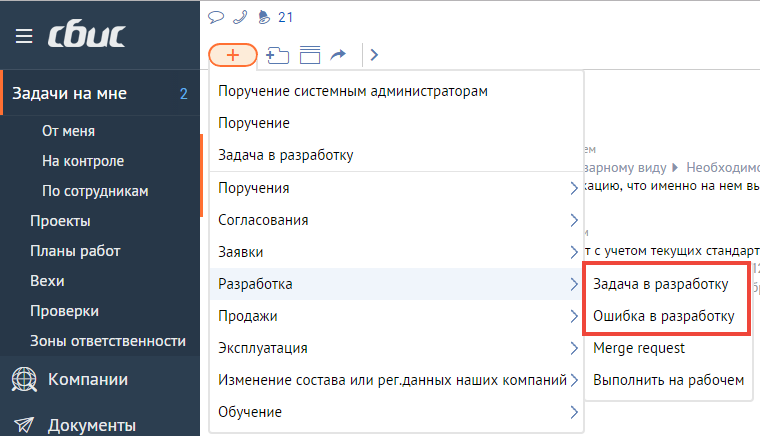 сбис
21
Задачи на мне 2
От меня
На контроле
По сотрудникам
Проекты
Планы работ
Вехи
Проверки
Зоны ответственности
Компании
Документы
Поручение системным администраторам
Поручение
Задача в разработку
Поручения
Согласования
Заявки
Разработка
Продажи
Эксплуатация
Изменение состава или рег.данных наших компаний
Обучение
Задача в разработку
Ошибка в разработку
Merge request
Выполнить на рабочем
ем
варному виду Необходимо
кацию, что именно на нем вы
т с учетом текущих стандарт